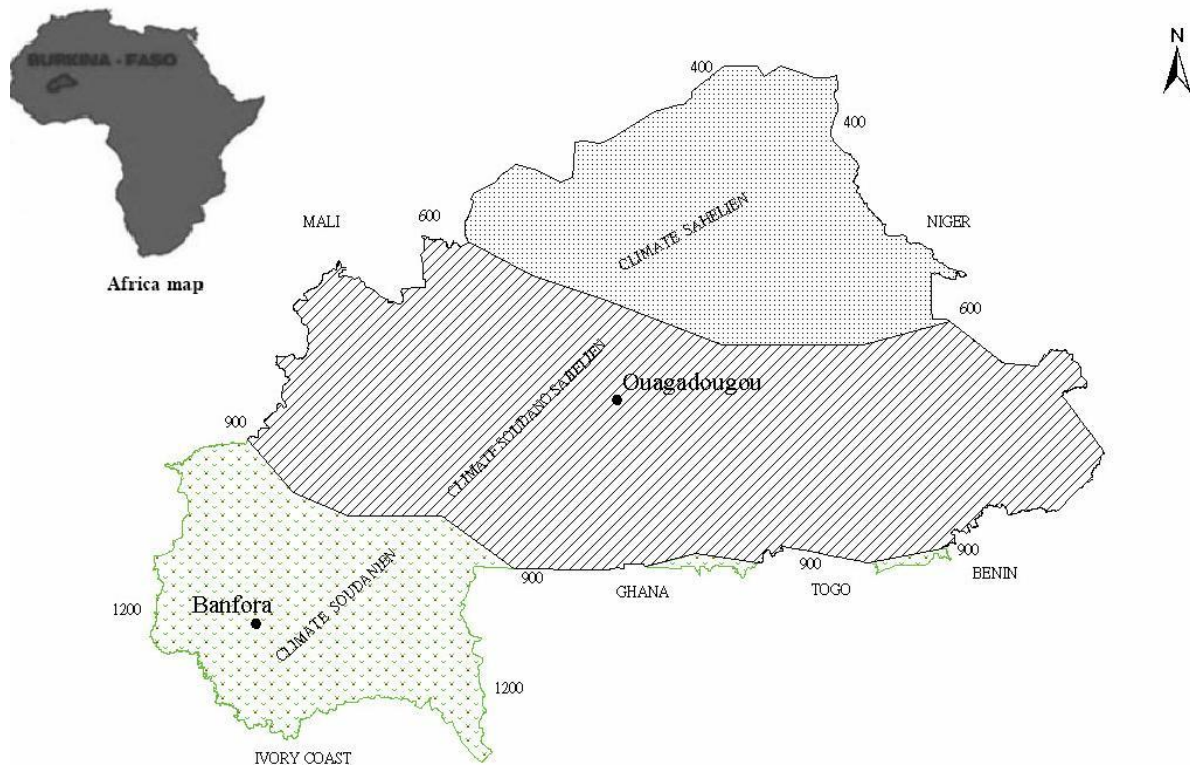 BURKINA - FASO
Africa map
N
400
400
MALI
600
CLIMATE SAHELIEN
NIGER
600
CLIMATE SOUDANO SAHELIEN
Ouagadougou
900
900
900
900
GHANA
TOGO
BENIN
1200
Banfora
CLIMATE SOUDANIEN
1200
IVORY COAST